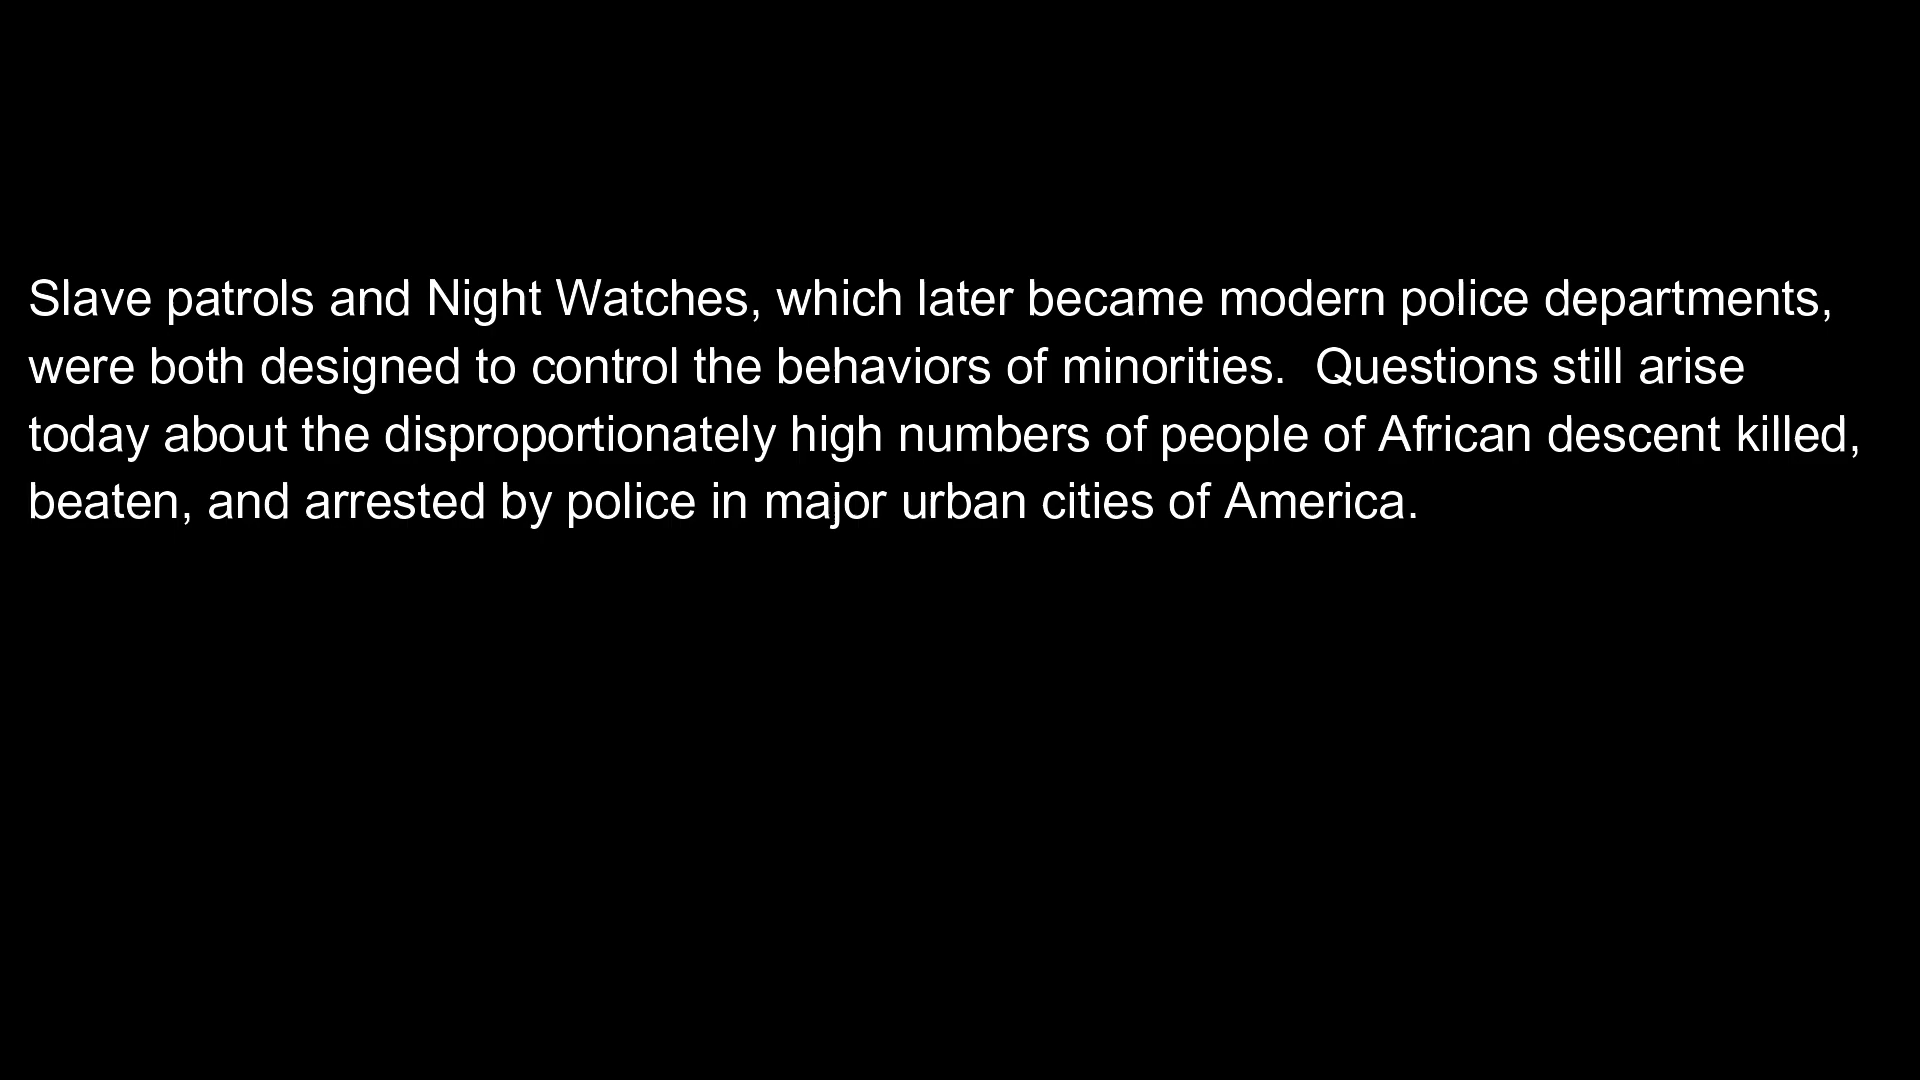 Slave patrols and Night Watches, which later became modern police departments,
were both designed to control the behaviors of minorities.  Questions still arise
today about the disproportionately high numbers of people of African descent killed,
beaten, and arrested by police in major urban cities of America.